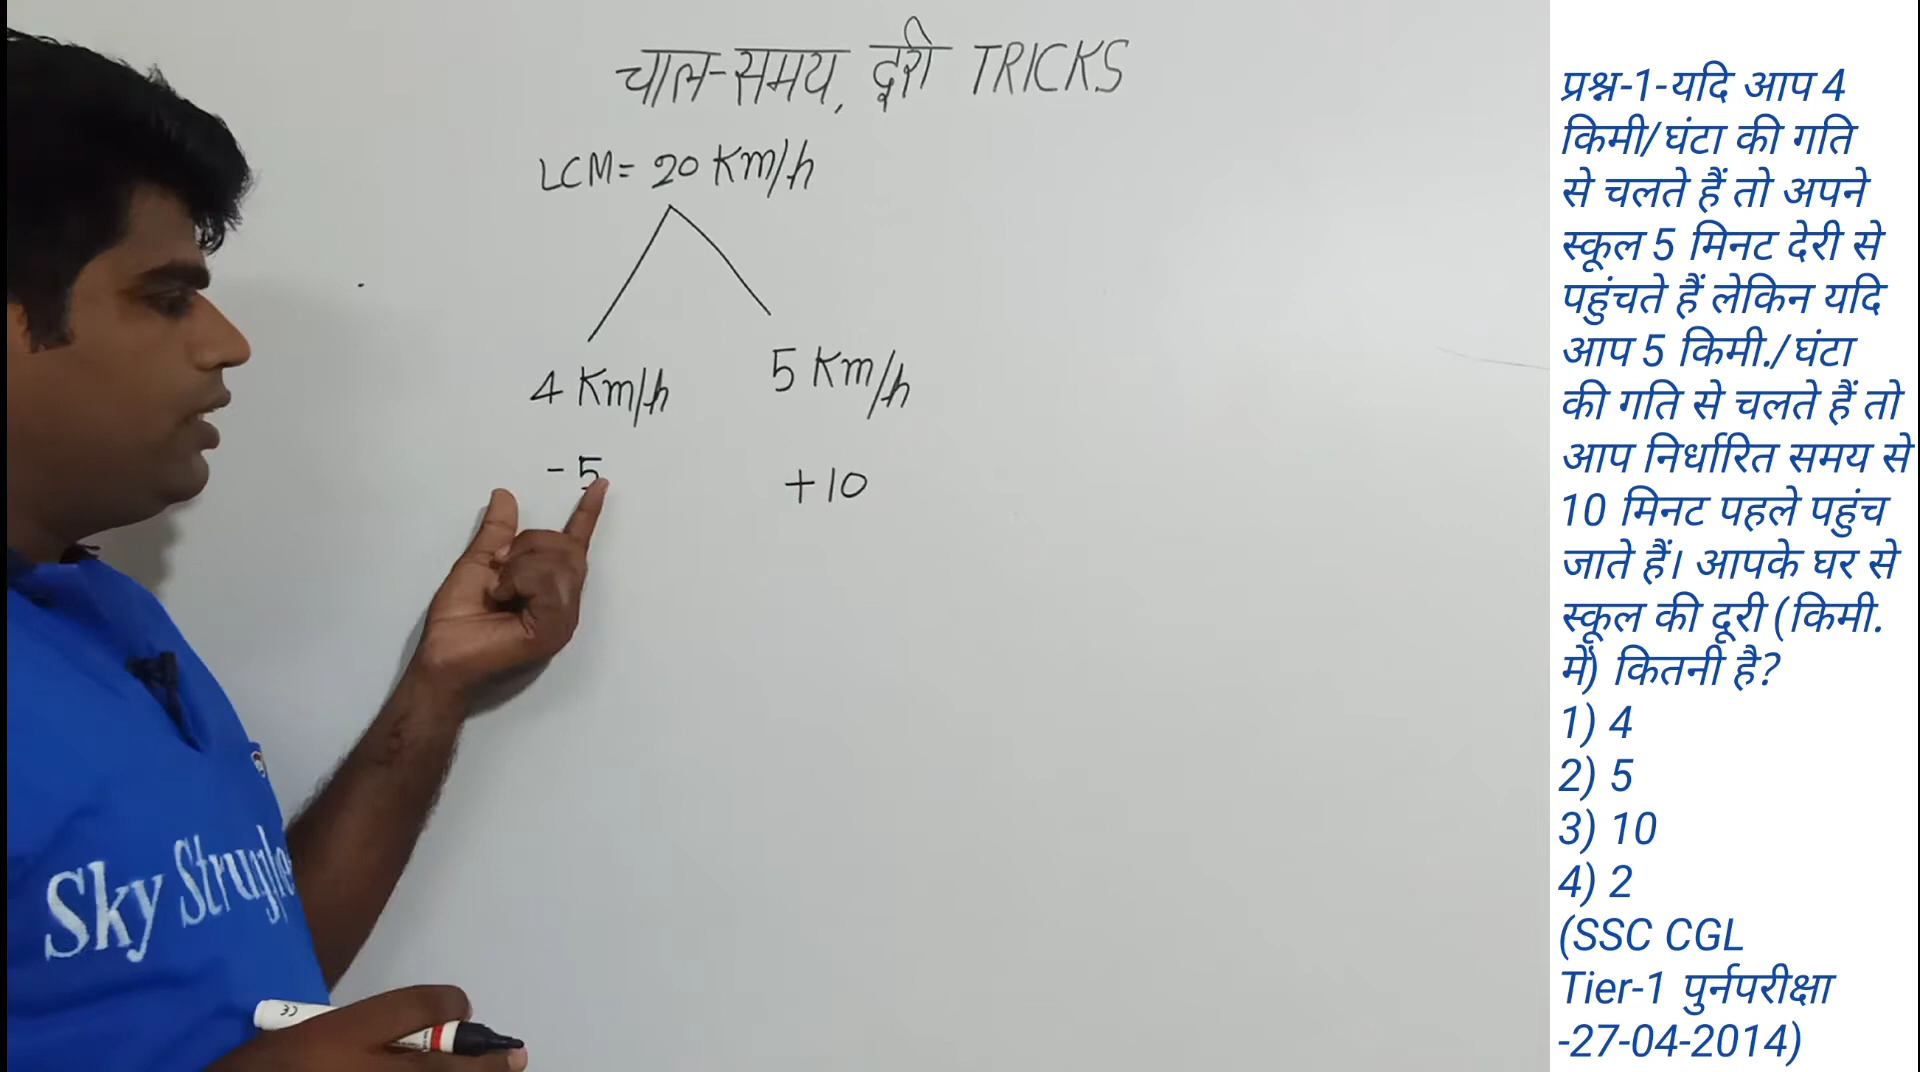 चाल-समय, दूरी TRICKS
LCM= 20 Km/h
4 Km/h
5 Km/h
-5
+10
Sky Struggle
प्रश्न-1-यदि आप 4
किमी/घंटा की गति
से चलते हैं तो अपने
स्कूल 5 मिनट देरी से
पहुंचते हैं लेकिन यदि
आप 5 किमी./घंटा
की गति से चलते हैं तो
आप निर्धारित समय से
10 मिनट पहले पहुंच
जाते हैं। आपके घर से
स्कूल की दूरी (किमी.
में) कितनी है?
1) 4
2) 5
3) 10
4) 2
(SSC CGL
Tier-1 पुर्नपरीक्षा
-27-04-2014)